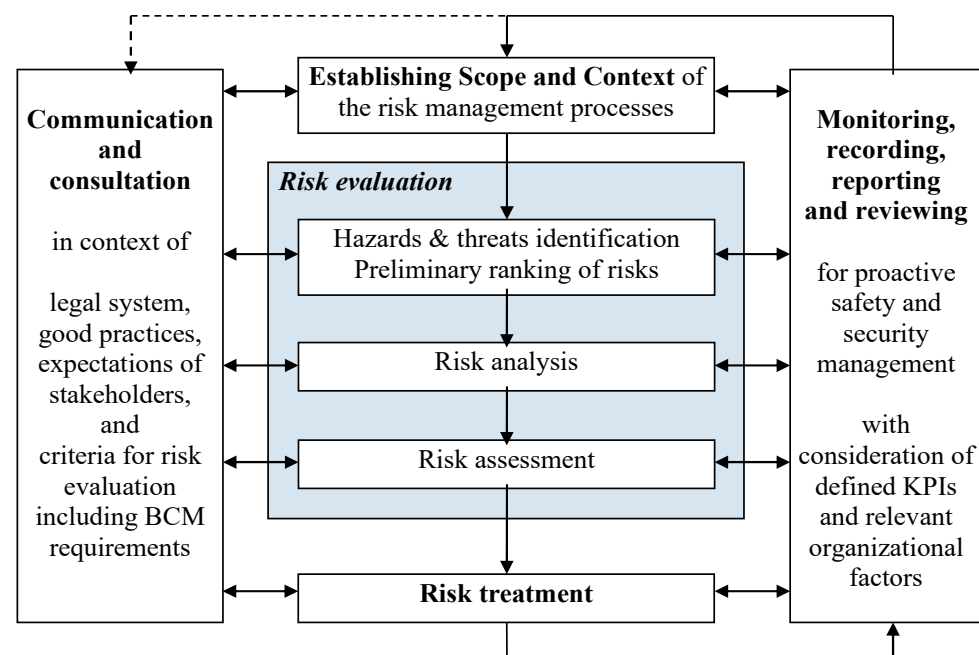 Establishing Scope and Context of
the risk management processes
Communication
and
consultation
in context of
legal system,
good practices,
expectations of
stakeholders,
and
criteria for risk
evaluation
including BCM
requirements
Risk evaluation
Hazards & threats identification
Preliminary ranking of risks
Risk analysis
Risk assessment
Risk treatment
Monitoring,
recording,
reporting
and reviewing
for proactive
safety and
security
management
with
consideration of
defined KPIs
and relevant
organizational
factors